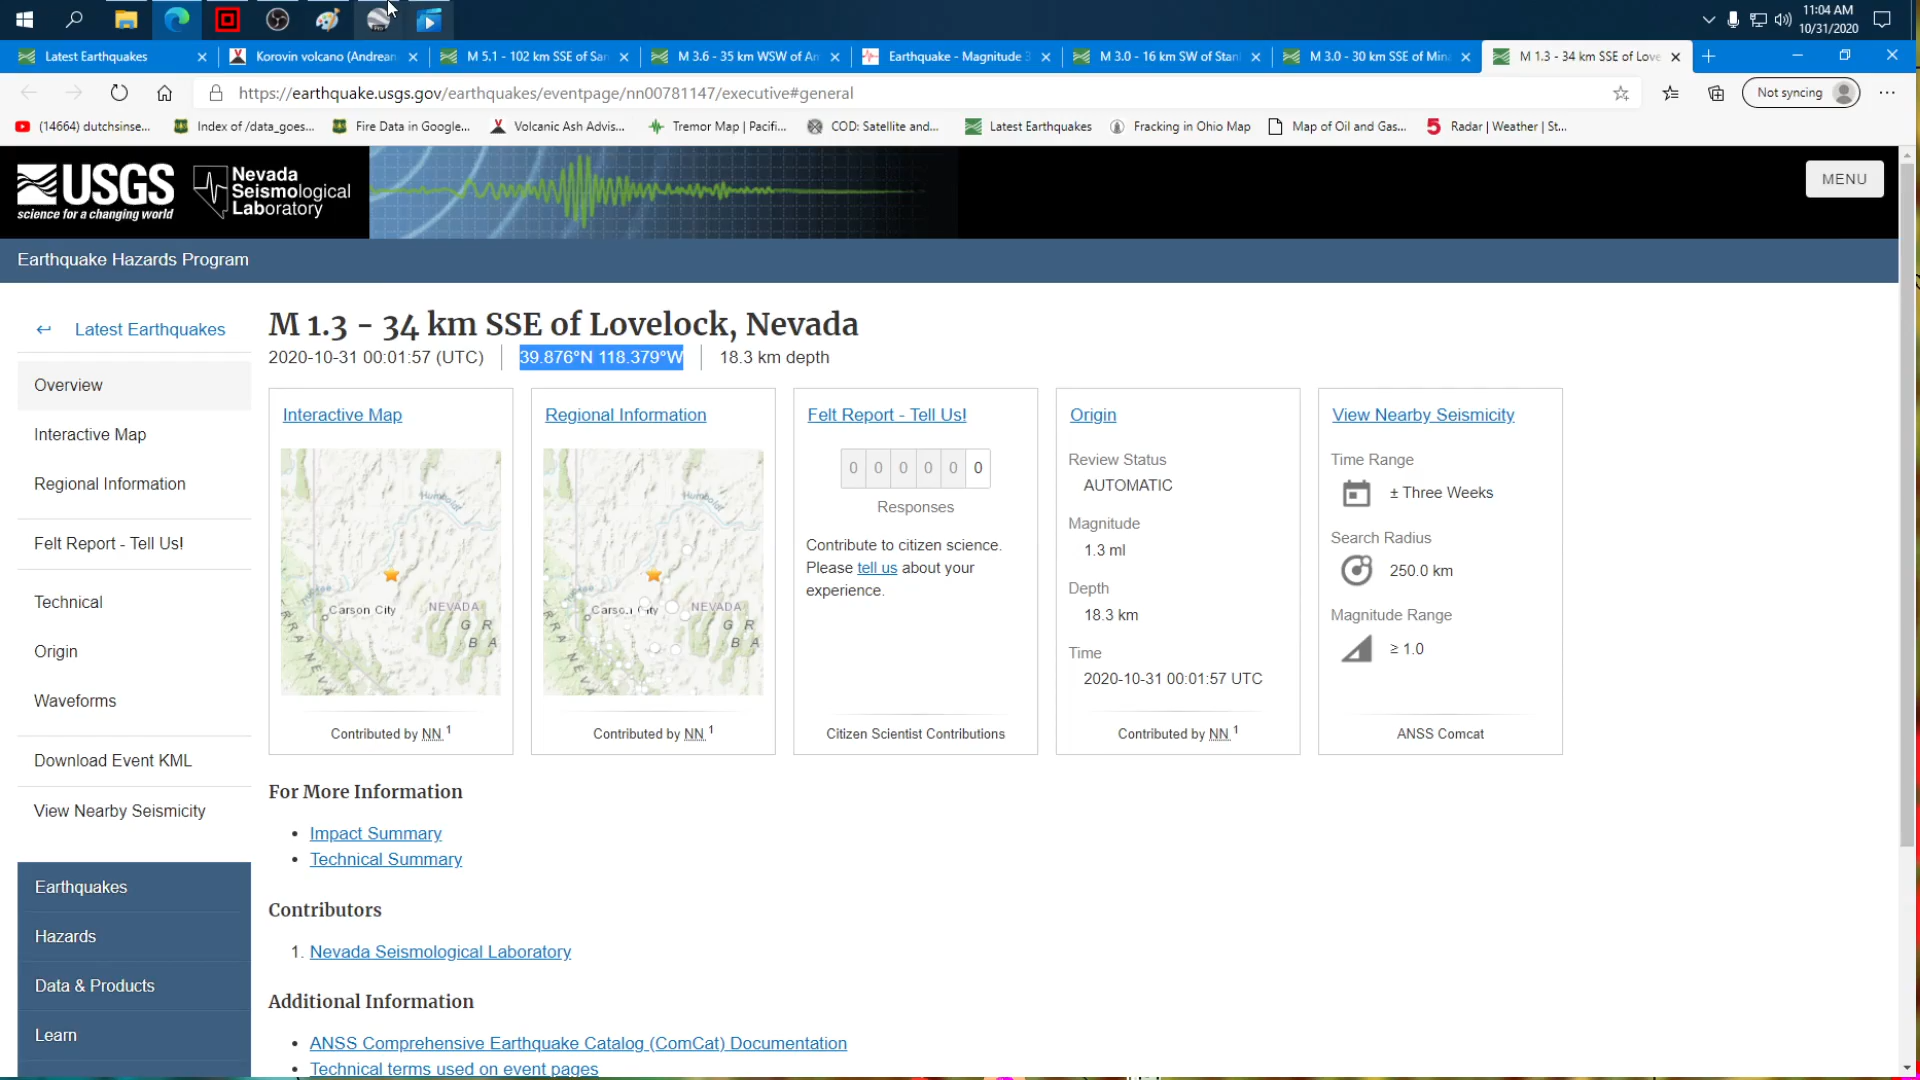 11:04 AM
10/31/2020
Latest Earthquakes
Korovin volcano (Andrean
M 5.1 - 102 km SSE of Sar
M 3.6 - 35 km WSW of An
Earthquake - Magnitude 3
M 3.0 - 16 km SW of Stanl
M 3.0 - 30 km SSE of Mina
M 1.3 - 34 km SSE of Love
https://earthquake.usgs.gov/earthquakes/eventpage/nn00781147/executive#general
Not syncing
(14664) dutchsinse...
Index of /data_goes...
Fire Data in Google...
Volcanic Ash Advis...
Tremor Map | Pacifi...
COD: Satellite and...
Latest Earthquakes
Fracking in Ohio Map
Map of Oil and Gas...
5 Radar | Weather | St...
USGS
science for a changing world
Nevada
Seismological
Laboratory
MENU
Earthquake Hazards Program
Latest Earthquakes
M 1.3 - 34 km SSE of Lovelock, Nevada
2020-10-31 00:01:57 (UTC)
39.876°N 118.379°W
18.3 km depth
Overview
Interactive Map
Regional Information
Felt Report - Tell Us!
Technical
Origin
Waveforms
Download Event KML
View Nearby Seismicity
Earthquakes
Hazards
Data & Products
Learn
Interactive Map
Humboldt
Carson City
NEVADA
G R
B A
Contributed by NN 1
Regional Information
Humboldt
NEVADA
G R
B A
Contributed by NN 1
Felt Report - Tell Us!
0 0 0 0 0 0
Responses
Contribute to citizen science.
Please tell us about your
experience.
Citizen Scientist Contributions
Origin
Review Status
AUTOMATIC
Magnitude
1.3 ml
Depth
18.3 km
Time
2020-10-31 00:01:57 UTC
Contributed by NN 1
View Nearby Seismicity
Time Range
± Three Weeks
Search Radius
250.0 km
Magnitude Range
≥ 1.0
ANSS Comcat
For More Information
• Impact Summary
• Technical Summary
Contributors
1. Nevada Seismological Laboratory
Additional Information
• ANSS Comprehensive Earthquake Catalog (ComCat) Documentation
• Technical terms used on event pages